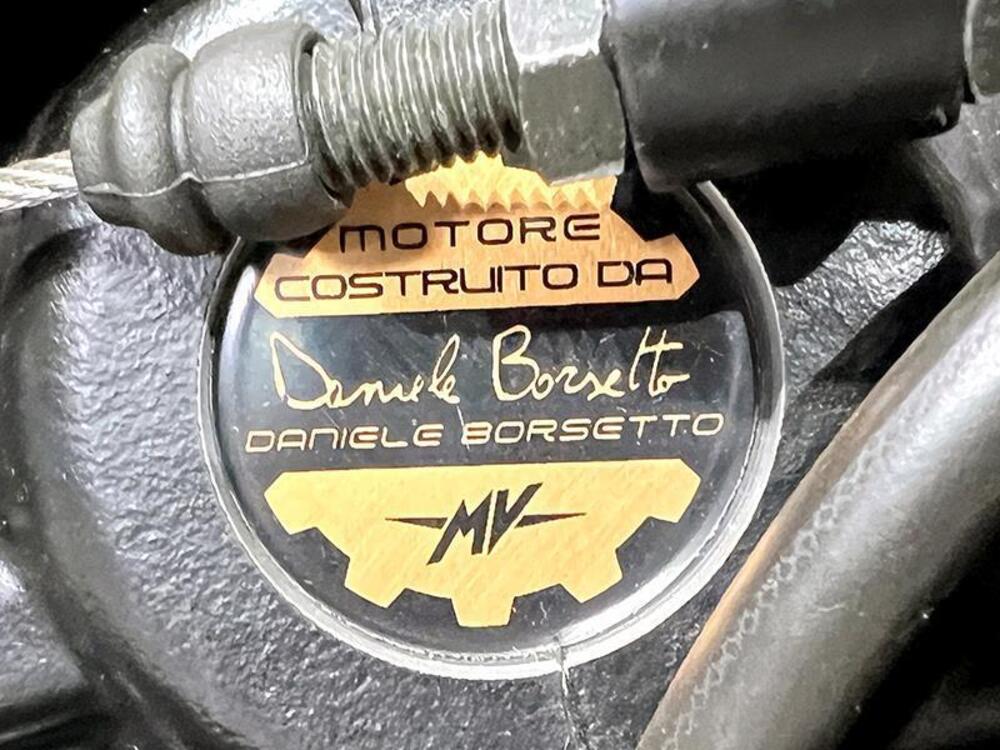 MOTORE
COSTRUITO DA
Daniele Borsetto
DANIELE BORSETTO
MV